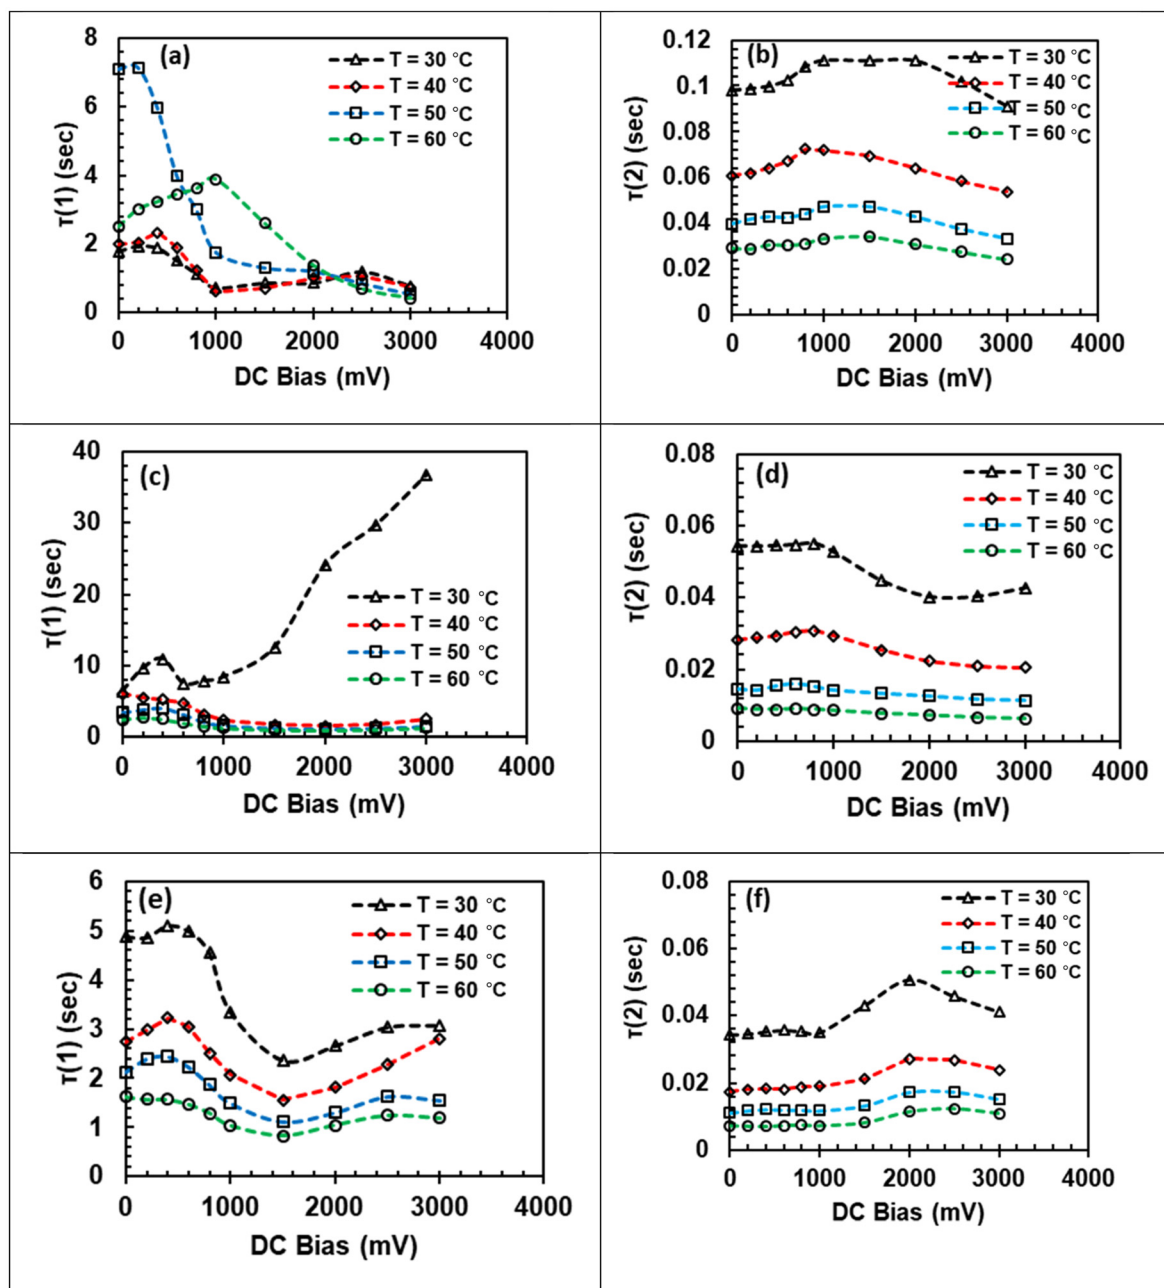 (a)
8
6
4
2
0
τ(1) (sec)
T = 30 °C
T = 40 °C
T = 50 °C
T = 60 °C
0 1000 2000 3000 4000
DC Bias (mV)
(b)
0.12
0.1
0.08
0.06
0.04
0.02
0
τ(2) (sec)
T = 30 °C
T = 40 °C
T = 50 °C
T = 60 °C
0 1000 2000 3000 4000
DC Bias (mV)
(c)
40
30
20
10
0
τ(1) (sec)
T = 30 °C
T = 40 °C
T = 50 °C
T = 60 °C
0 1000 2000 3000 4000
DC Bias (mV)
(d)
0.08
0.06
0.04
0.02
0
τ(2) (sec)
T = 30 °C
T = 40 °C
T = 50 °C
T = 60 °C
0 1000 2000 3000 4000
DC Bias (mV)
(e)
6
5
4
3
2
1
0
τ(1) (sec)
T = 30 °C
T = 40 °C
T = 50 °C
T = 60 °C
0 1000 2000 3000 4000
DC Bias (mV)
(f)
0.08
0.06
0.04
0.02
0
τ(2) (sec)
T = 30 °C
T = 40 °C
T = 50 °C
T = 60 °C
0 1000 2000 3000 4000
DC Bias (mV)